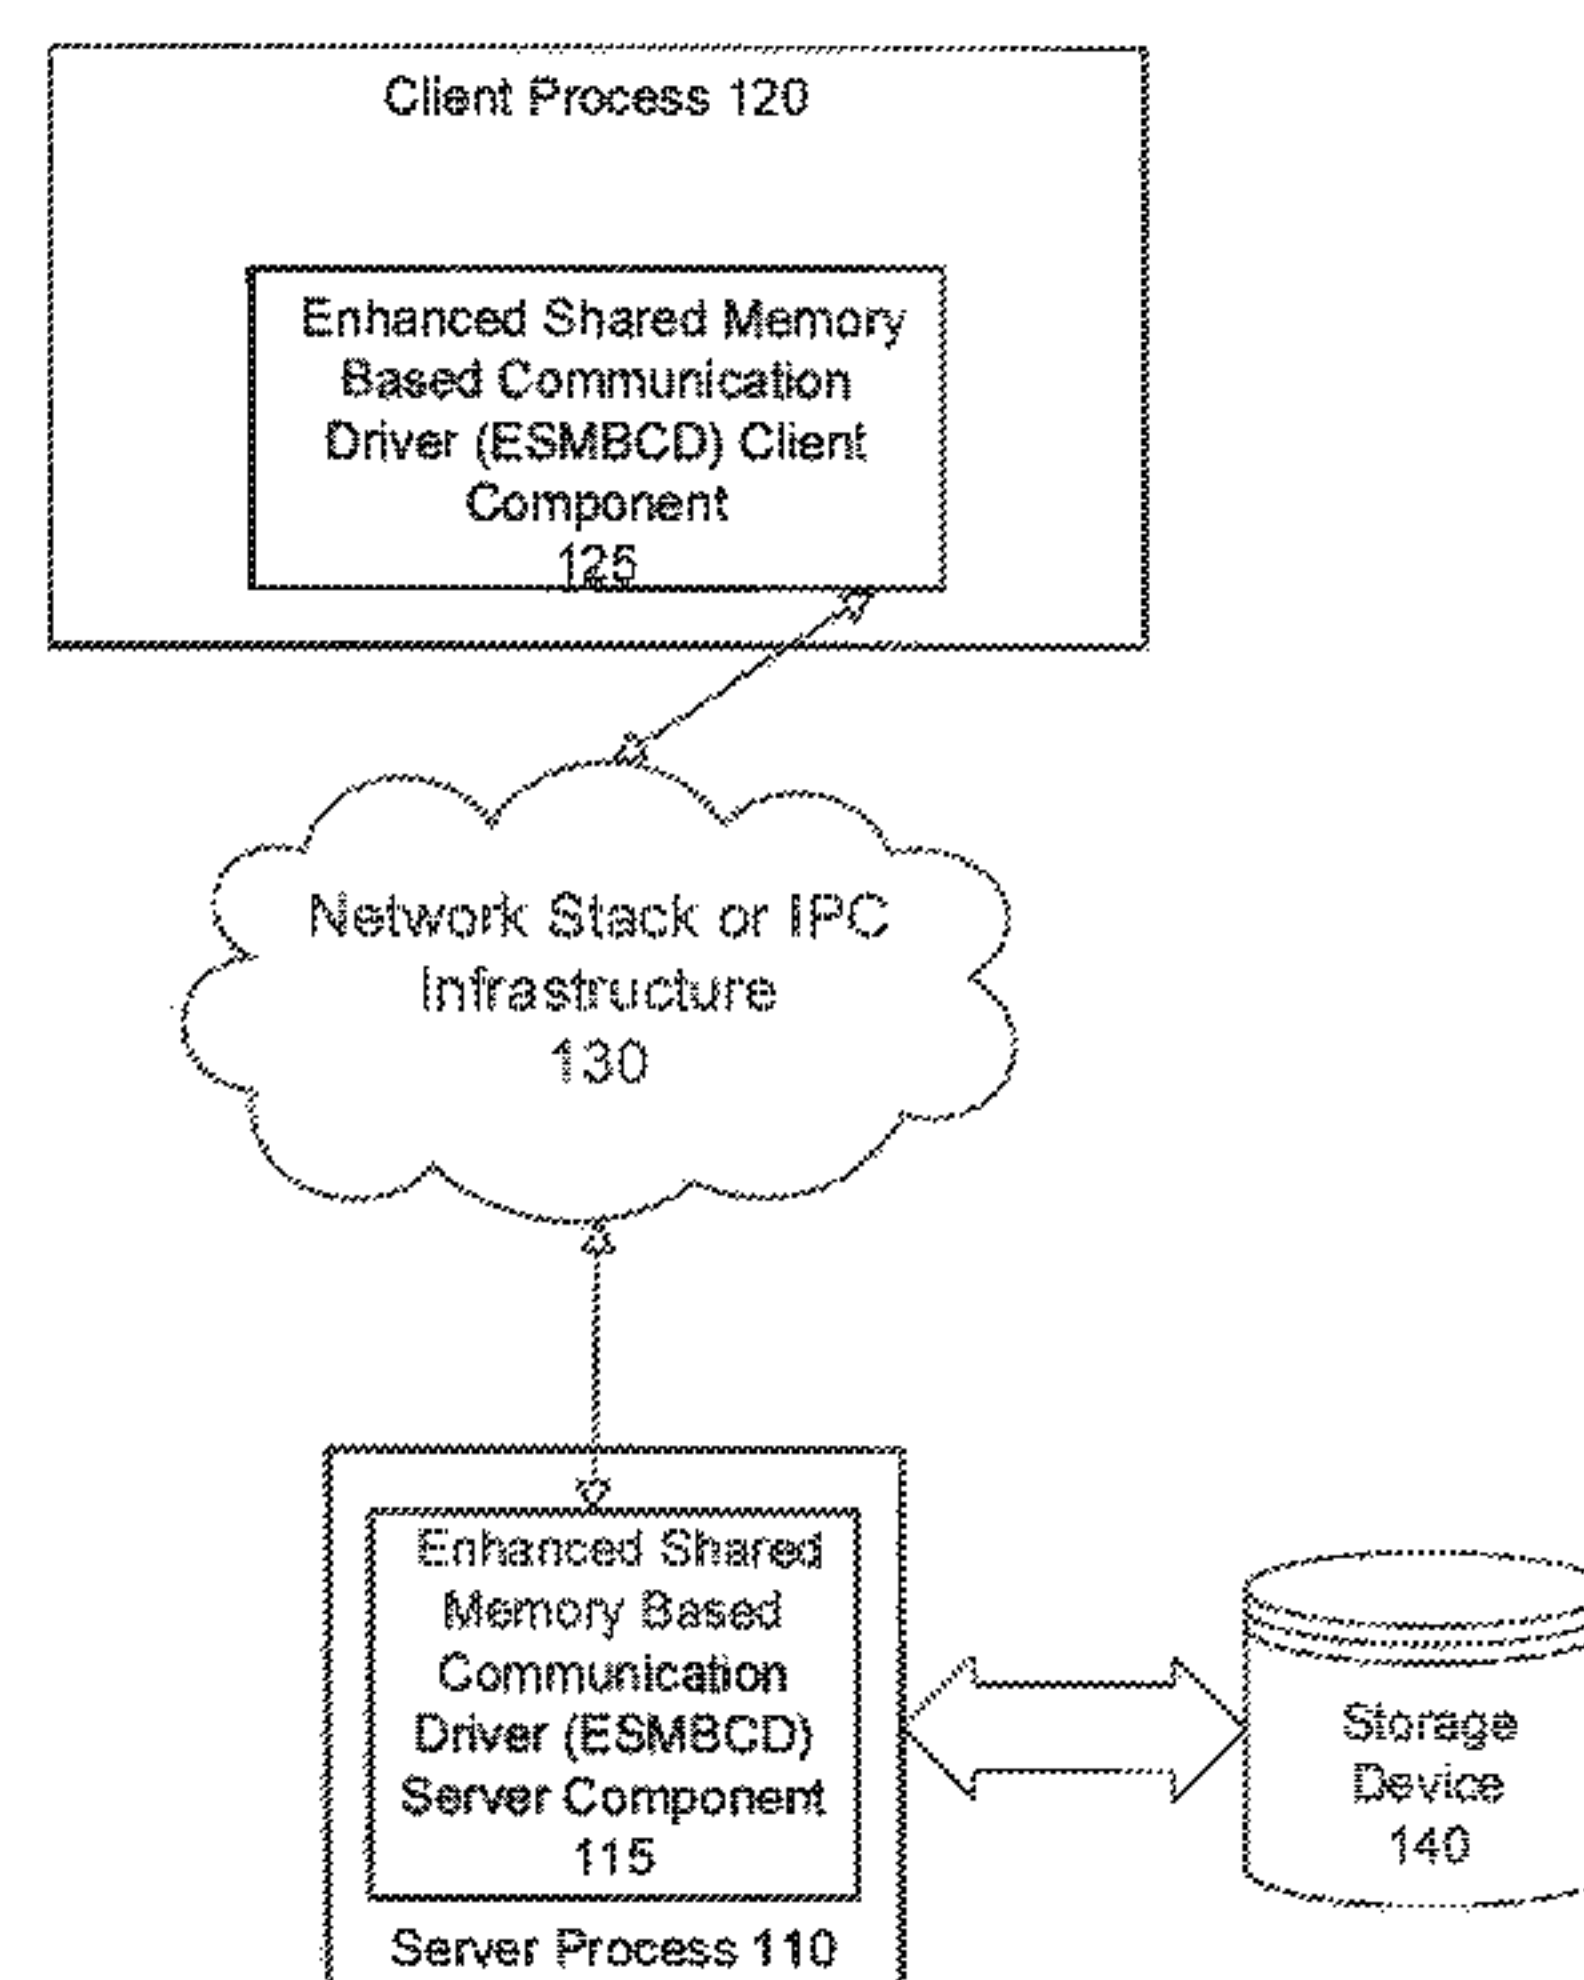 Client Process 120
Enhanced Shared Memory
Based Communication
Driver (ESMBCD) Client
Component
125
Network Stack or IPC
Infrastructure
130
Enhanced Shared
Memory Based
Communication
Driver (ESMBCD)
Server Component
115
Server Process 110
Storage
Device
140